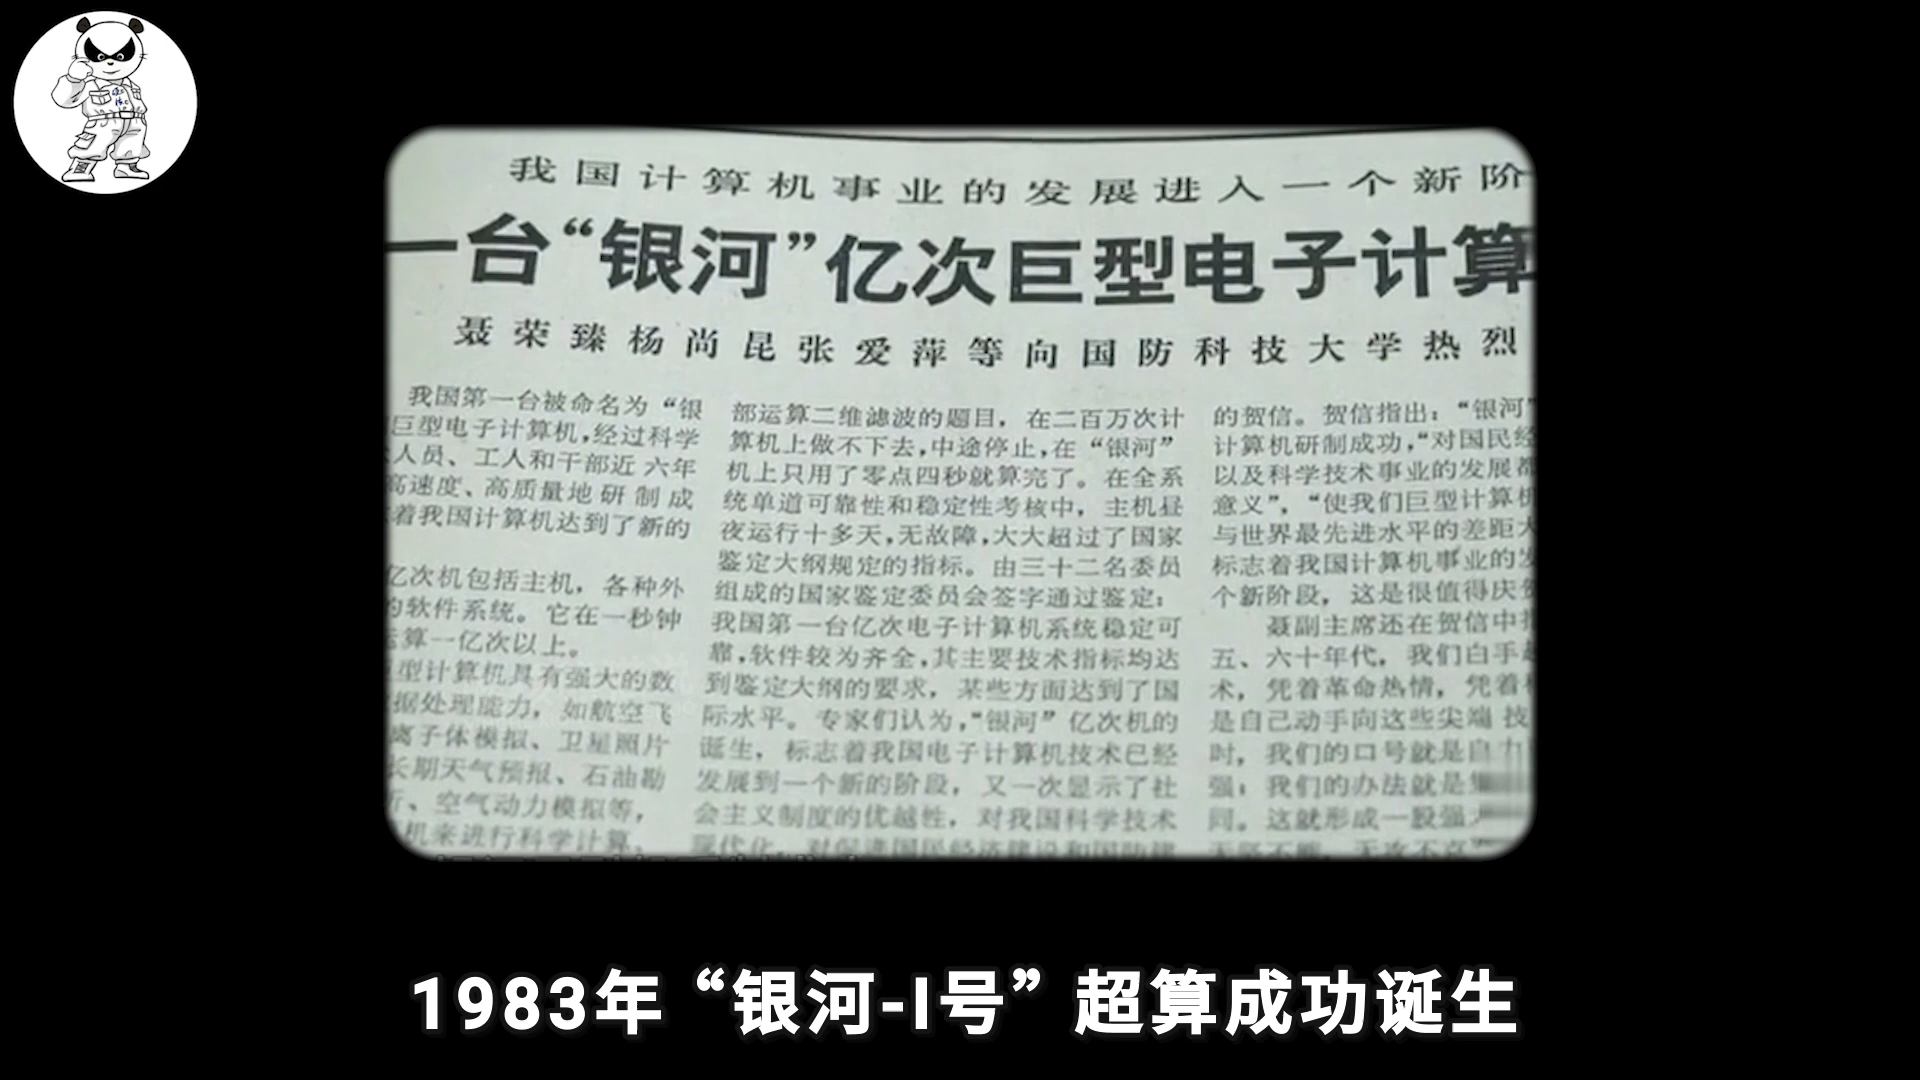 我国计算机事业的发展进入一个新阶
一台“银河”亿次巨型电子计算
聂荣臻杨尚昆张爱萍等向国防科技大学热烈
我国第一台被命名为“银
巨型电子计算机,经过科学
人员、工人和干部近六年
高速度、高质量地研制成
着我国计算机达到了新的
亿次机包括主机，各种外
的软件系统。它在一秒钟
运算一亿次以上。
型计算机具有强大的数
据处理能力，如航空飞
离子体模拟、卫星照片
长期天气预报、石油勘
析、空气动力模拟等，
机来进行科学计算、
部运算二维滤波的题目，在二百万次计
算机上做不下去,中途停止,在“银河”
机上只用了零点四秒就算完了。在全系
统单道可靠性和稳定性考核中，主机昼
夜运行十多天,无故障,大大超过了国家
鉴定大纲规定的指标。由三十二名委员
组成的国家鉴定委员会签字通过鉴定：
我国第一台亿次电子计算机系统稳定可
靠,软件较为齐全,其主要技术指标均达
到鉴定大纲的要求，某些方面达到了国
际水平。专家们认为,“银河”亿次机的
诞生，标志着我国电子计算机技术已经
发展到一个新的阶段，又一次显示了社
会主义制度的优越性，对我国科学技术
现代化，对促进国民经济建设和国防建
的贺信。贺信指出：“银河”
计算机研制成功,“对国民经
以及科学技术事业的发展都
意义”，“使我们巨型计算机
与世界最先进水平的差距大
标志着我国计算机事业的发
个新阶段，这是很值得庆贺
聂副主席还在贺信中指
五、六十年代，我们白手起
术，凭着革命热情，凭着
是自己动手向这些尖端技
时，我们的口号就是自力
强；我们的办法就是集
同。这就形成一股强大
无坚不摧，无攻不克
1983年“银河-I号”超算成功诞生